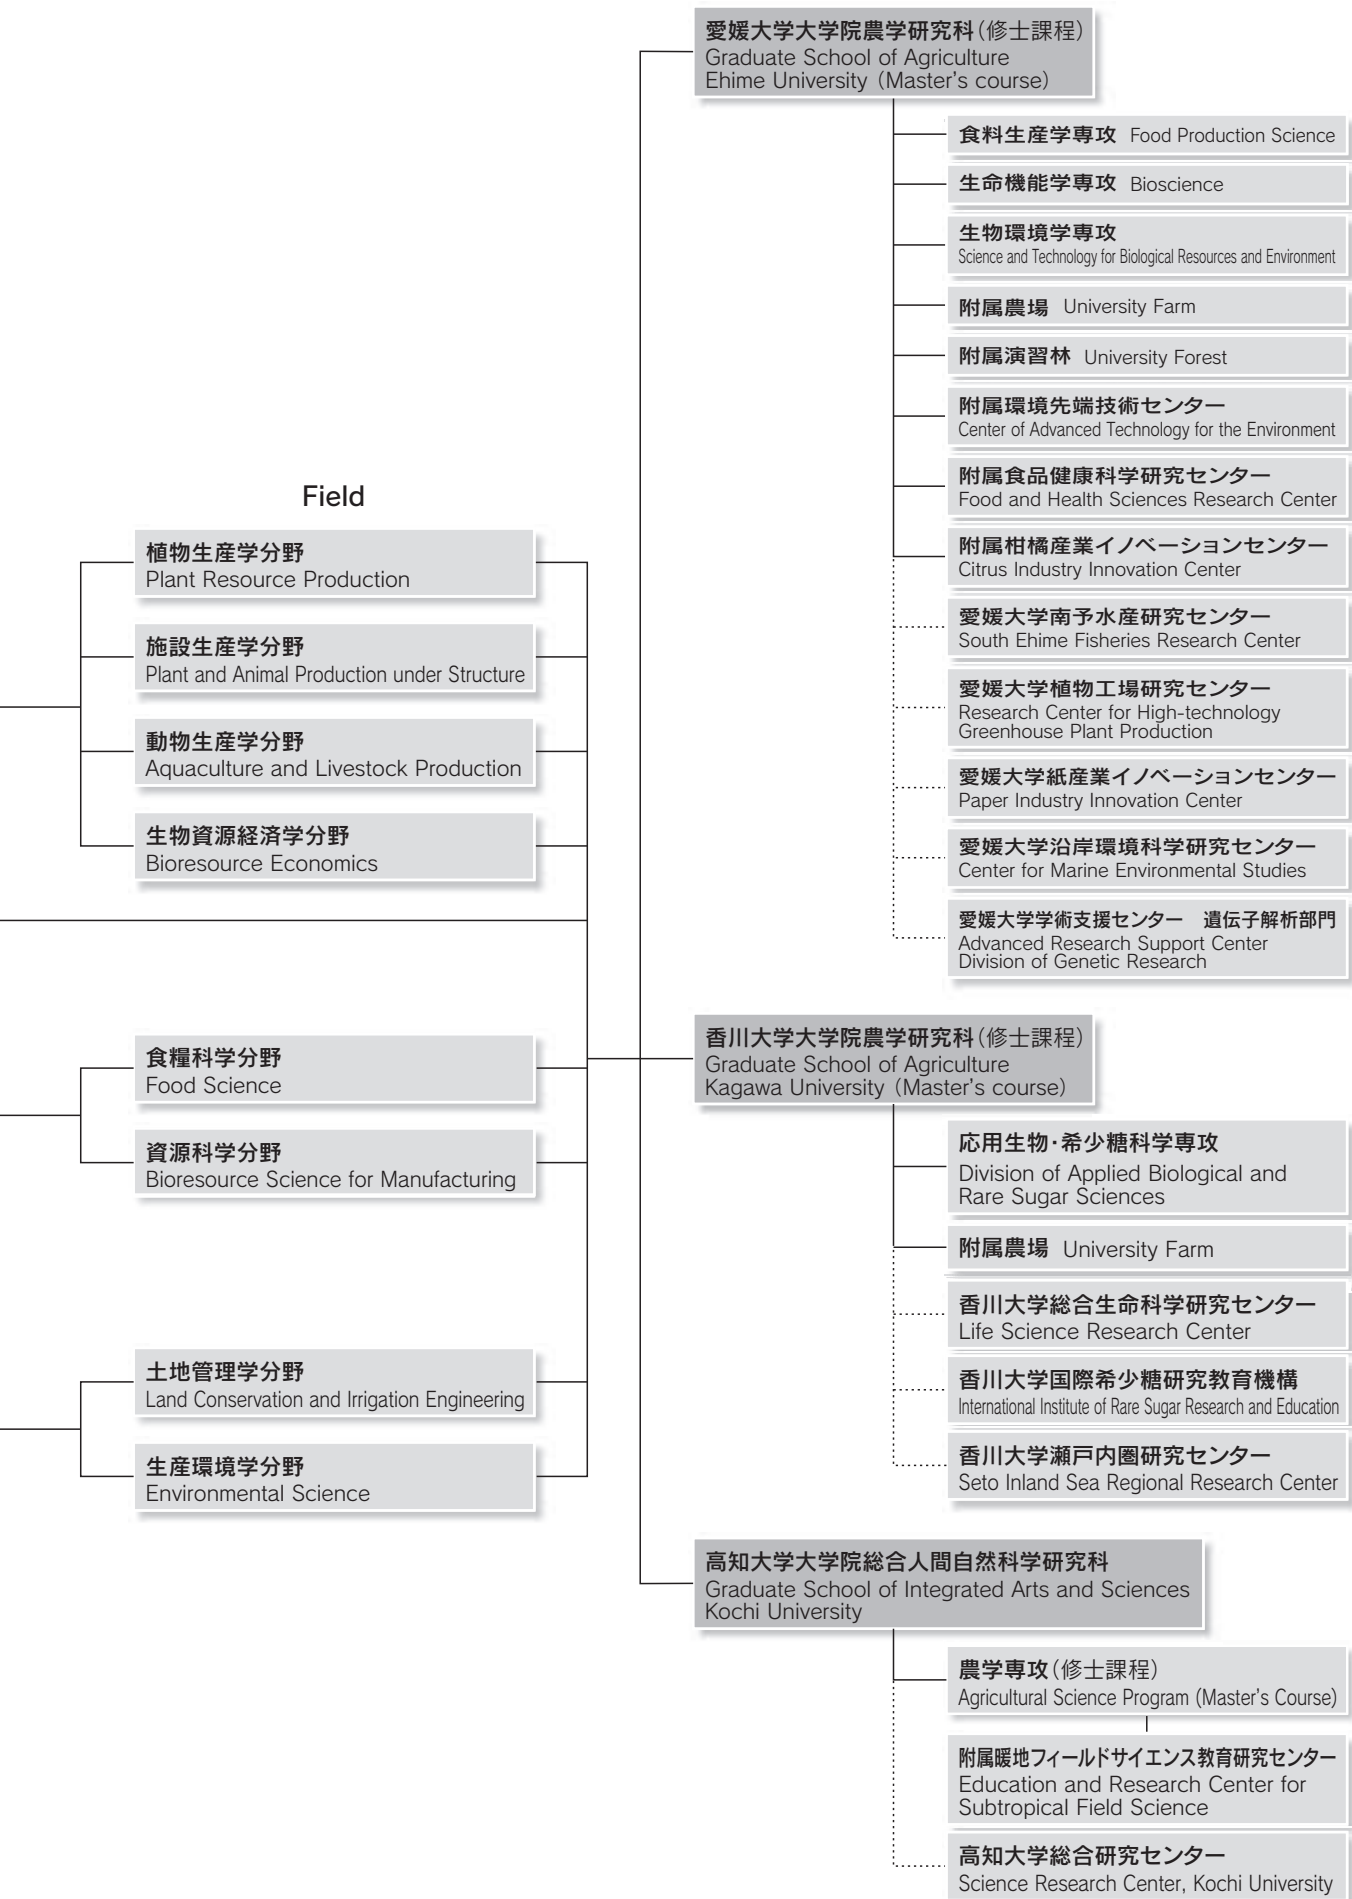 Field
植物生産学分野
Plant Resource Production
施設生産学分野
Plant and Animal Production under Structure
動物生産学分野
Aquaculture and Livestock Production
生物資源経済学分野
Bioresource Economics
食糧科学分野
Food Science
資源科学分野
Bioresource Science for Manufacturing
土地管理学分野
Land Conservation and Irrigation Engineering
生産環境学分野
Environmental Science
愛媛大学大学院農学研究科(修士課程)
Graduate School of Agriculture
Ehime University (Master's course)
食料生産学専攻 Food Production Science
生命機能学専攻 Bioscience
生物環境学専攻
Science and Technology for Biological Resources and Environment
附属農場 University Farm
附属演習林 University Forest
附属環境先端技術センター
Center of Advanced Technology for the Environment
附属食品健康科学研究センター
Food and Health Sciences Research Center
附属柑橘産業イノベーションセンター
Citrus Industry Innovation Center
愛媛大学南予水産研究センター
South Ehime Fisheries Research Center
愛媛大学植物工場研究センター
Research Center for High-technology
Greenhouse Plant Production
愛媛大学紙産業イノベーションセンター
Paper Industry Innovation Center
愛媛大学沿岸環境科学研究センター
Center for Marine Environmental Studies
愛媛大学学術支援センター 遺伝子解析部門
Advanced Research Support Center
Division of Genetic Research
香川大学大学院農学研究科(修士課程)
Graduate School of Agriculture
Kagawa University (Master's course)
応用生物・希少糖科学専攻
Division of Applied Biological and
Rare Sugar Sciences
附属農場 University Farm
香川大学総合生命科学研究センター
Life Science Research Center
香川大学国際希少糖研究教育機構
International Institute of Rare Sugar Research and Education
香川大学瀬戸内圏研究センター
Seto Inland Sea Regional Research Center
高知大学大学院総合人間自然科学研究科
Graduate School of Integrated Arts and Sciences
Kochi University
農学専攻(修士課程)
Agricultural Science Program (Master's Course)
附属暖地フィールドサイエンス教育研究センター
Education and Research Center for
Subtropical Field Science
高知大学総合研究センター
Science Research Center, Kochi University